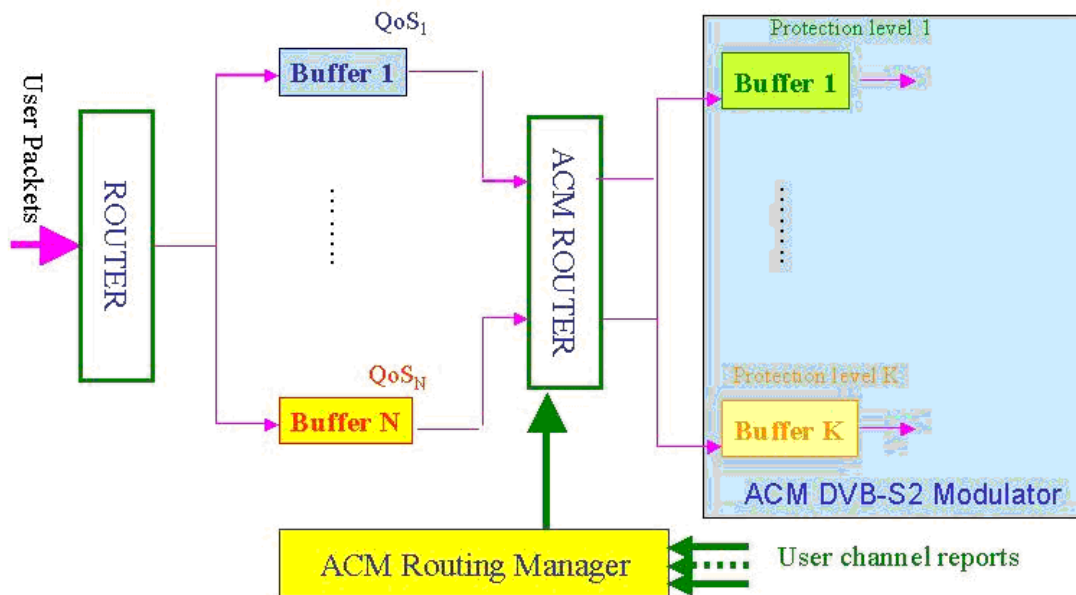 User Packets
ROUTER
QoS1
Buffer 1
QoSN
Buffer N
ACM ROUTER
Protection level 1
Buffer 1
Protection level K
Buffer K
ACM DVB-S2 Modulator
ACM Routing Manager
User channel reports